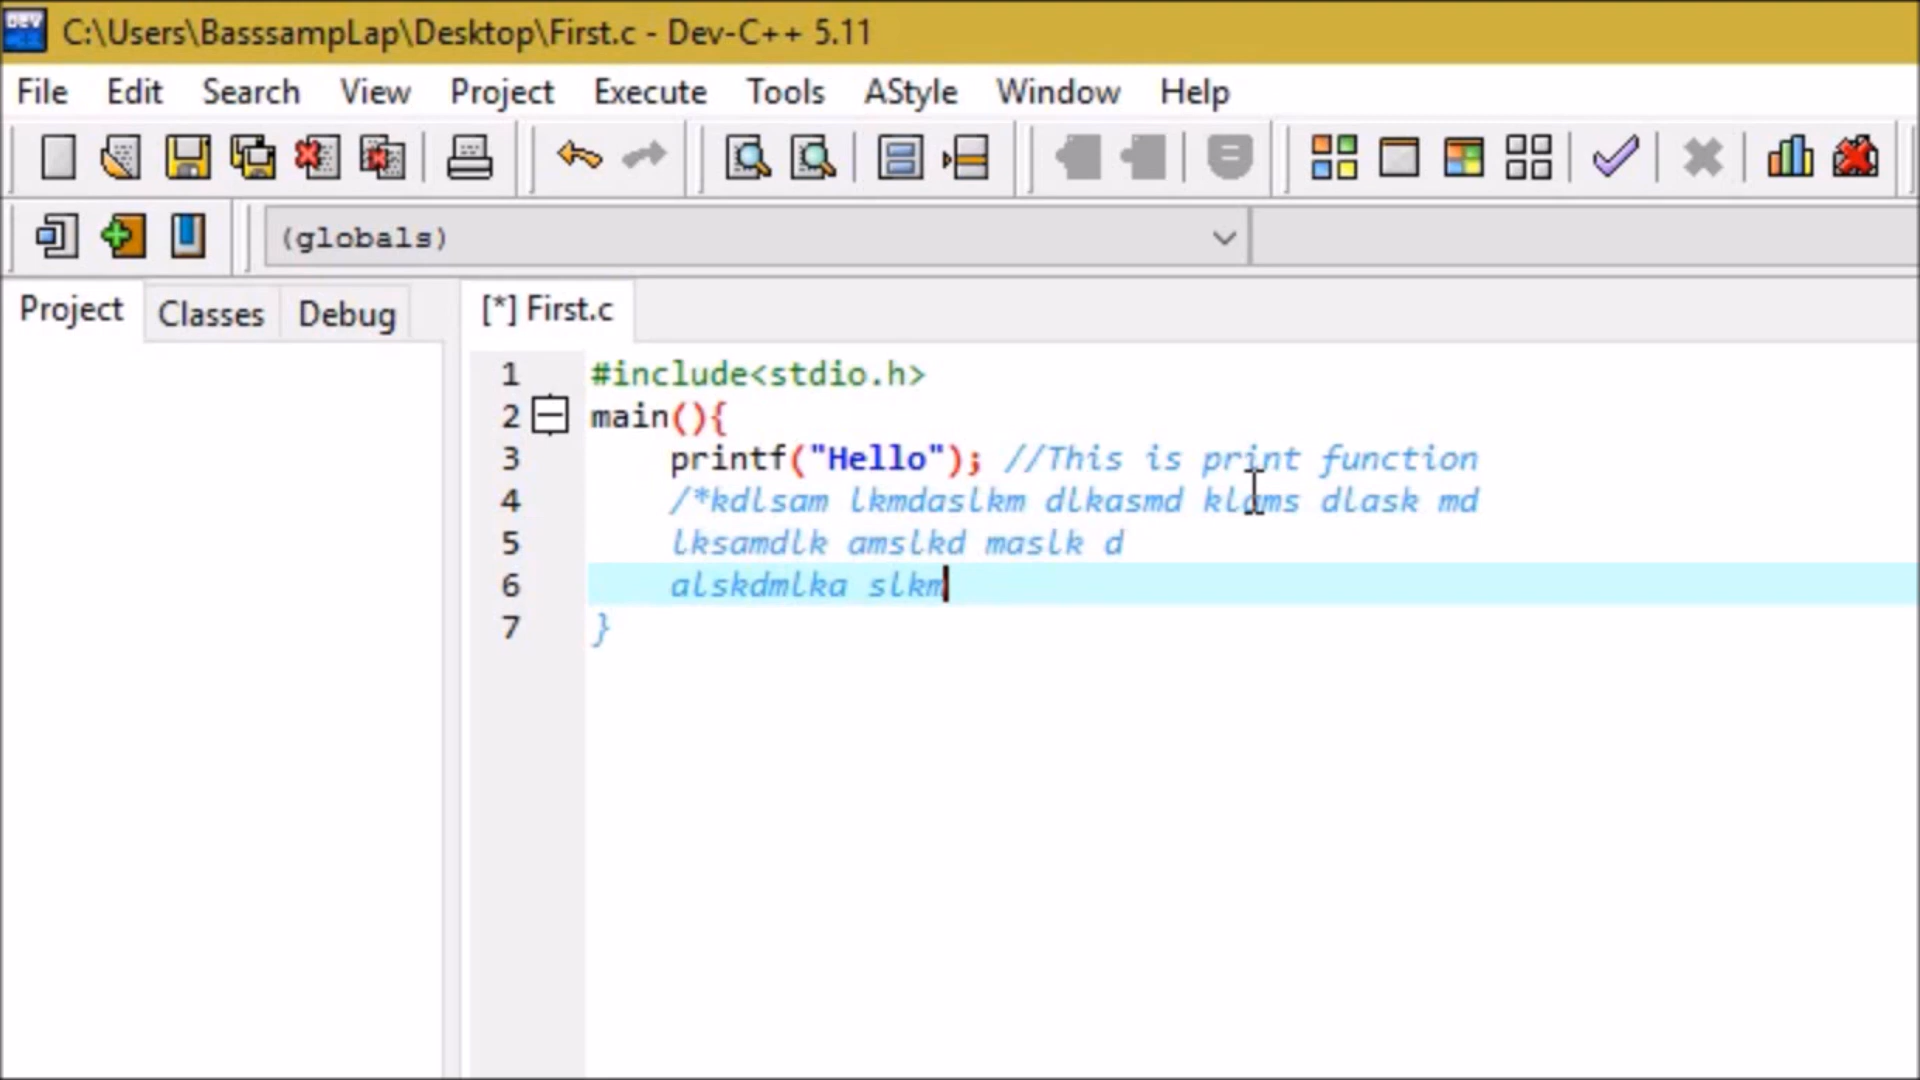 DEV
C:\Users\BasssampLap\Desktop\First.c - Dev-C++ 5.11
File Edit Search View Project Execute Tools AStyle Window Help
(globals)
Project Classes Debug [*] First.c
1 #include<stdio.h>
2 main(){
3 printf("Hello"); //This is print function
4 /*kdlsam lkmdaslkm dlkasmd klams dlask md
5 lksamdlk amslkd maslk d
6 alskdmlka slkm
7 }